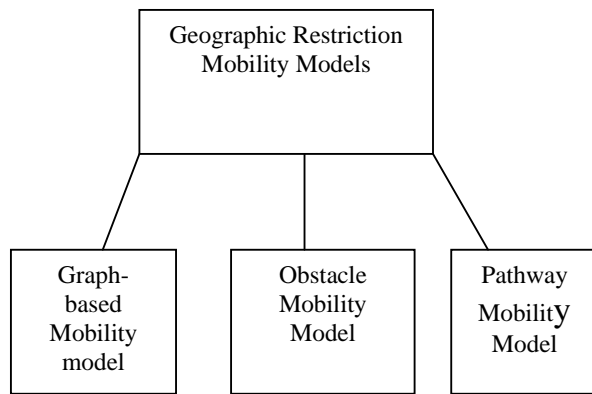 Geographic Restriction
Mobility Models
Graph-
based
Mobility
model
Obstacle
Mobility
Model
Pathway
Mobility
Model